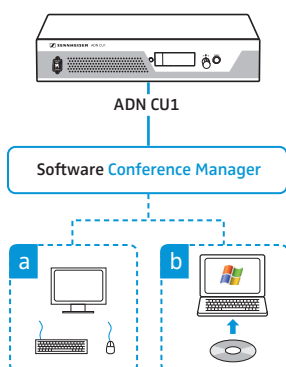 SENNHEISER ADN CU1
ADN CU1
Software Conference Manager
a
b